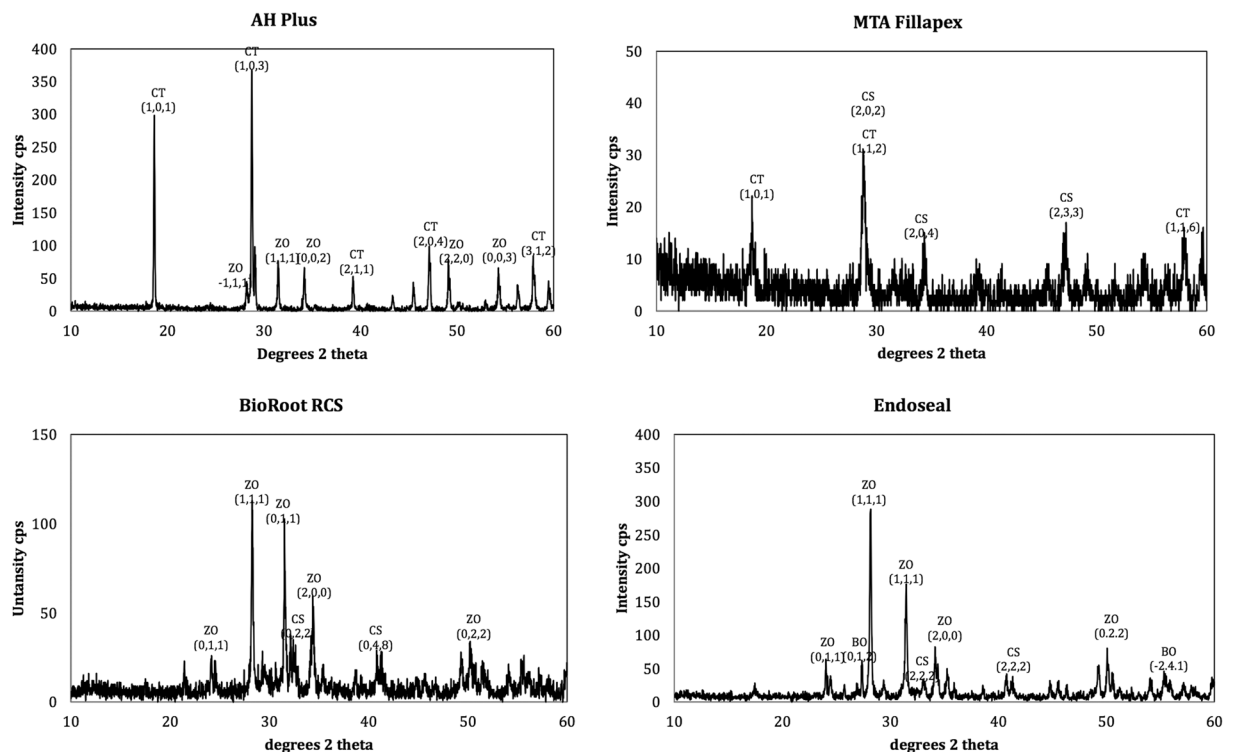 AH Plus
400
350
300
250
200
150
100
50
0
Intensity cps
CT
(1,0,1)
CT
(1,0,3)
ZO
-1,1,1
ZO
(1,1,1)
ZO
(0,0,2)
CT
(2,1,1)
CT
(2,0,4)
ZO
(2,2,0)
ZO
(0,0,3)
CT
(3,1,2)
10 20 30 40 50 60
Degrees 2 theta
MTA Fillapex
50
40
30
20
10
0
Intensity cps
CT
(1,0,1)
CS
(2,0,2)
CT
(1,1,2)
CS
(2,0,4)
CS
(2,3,3)
CT
(1,1,6)
10 20 30 40 50 60
degrees 2 theta
BioRoot RCS
150
100
50
0
Untansity cps
ZO
(0,1,1)
ZO
(1,1,1)
ZO
(0,1,1)
CS
(0,2,2)
ZO
(2,0,0)
CS
(0,4,8)
ZO
(0,2,2)
10 20 30 40 50 60
degrees 2 theta
Endoseal
400
350
300
250
200
150
100
50
0
Intensity cps
ZO
(0,1,1)
BO
(0,1,2)
ZO
(1,1,1)
ZO
(1,1,1)
CS
(2,2,2)
ZO
(2,0,0)
CS
(2,2,2)
ZO
(0.2.2)
BO
(-2.4.1)
10 20 30 40 50 60
degrees 2 theta